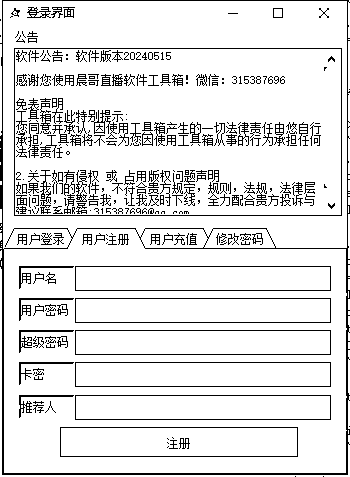 登录界面
公告
软件公告：软件版本20240515
感谢您使用晨哥直播软件工具箱！微信：315387696
免表声明
工具箱在此特别提示：
您同意并承认,因使用工具箱产生的一切法律责任由您自行
承担,工具箱将不会为您因使用工具箱从事的行为承担任何
法律责任。
2.关于如有侵权 或 占用版权问题声明
如果我们的软件，不符合贵方规定，规则，法规，法律层
面问题，请警告我，让我及时下线，全力配合贵方投诉与
建议联系邮箱:315387696@qq.com
用户登录 用户注册 用户充值 修改密码
用户名
用户密码
超级密码
卡密
推荐人
注册